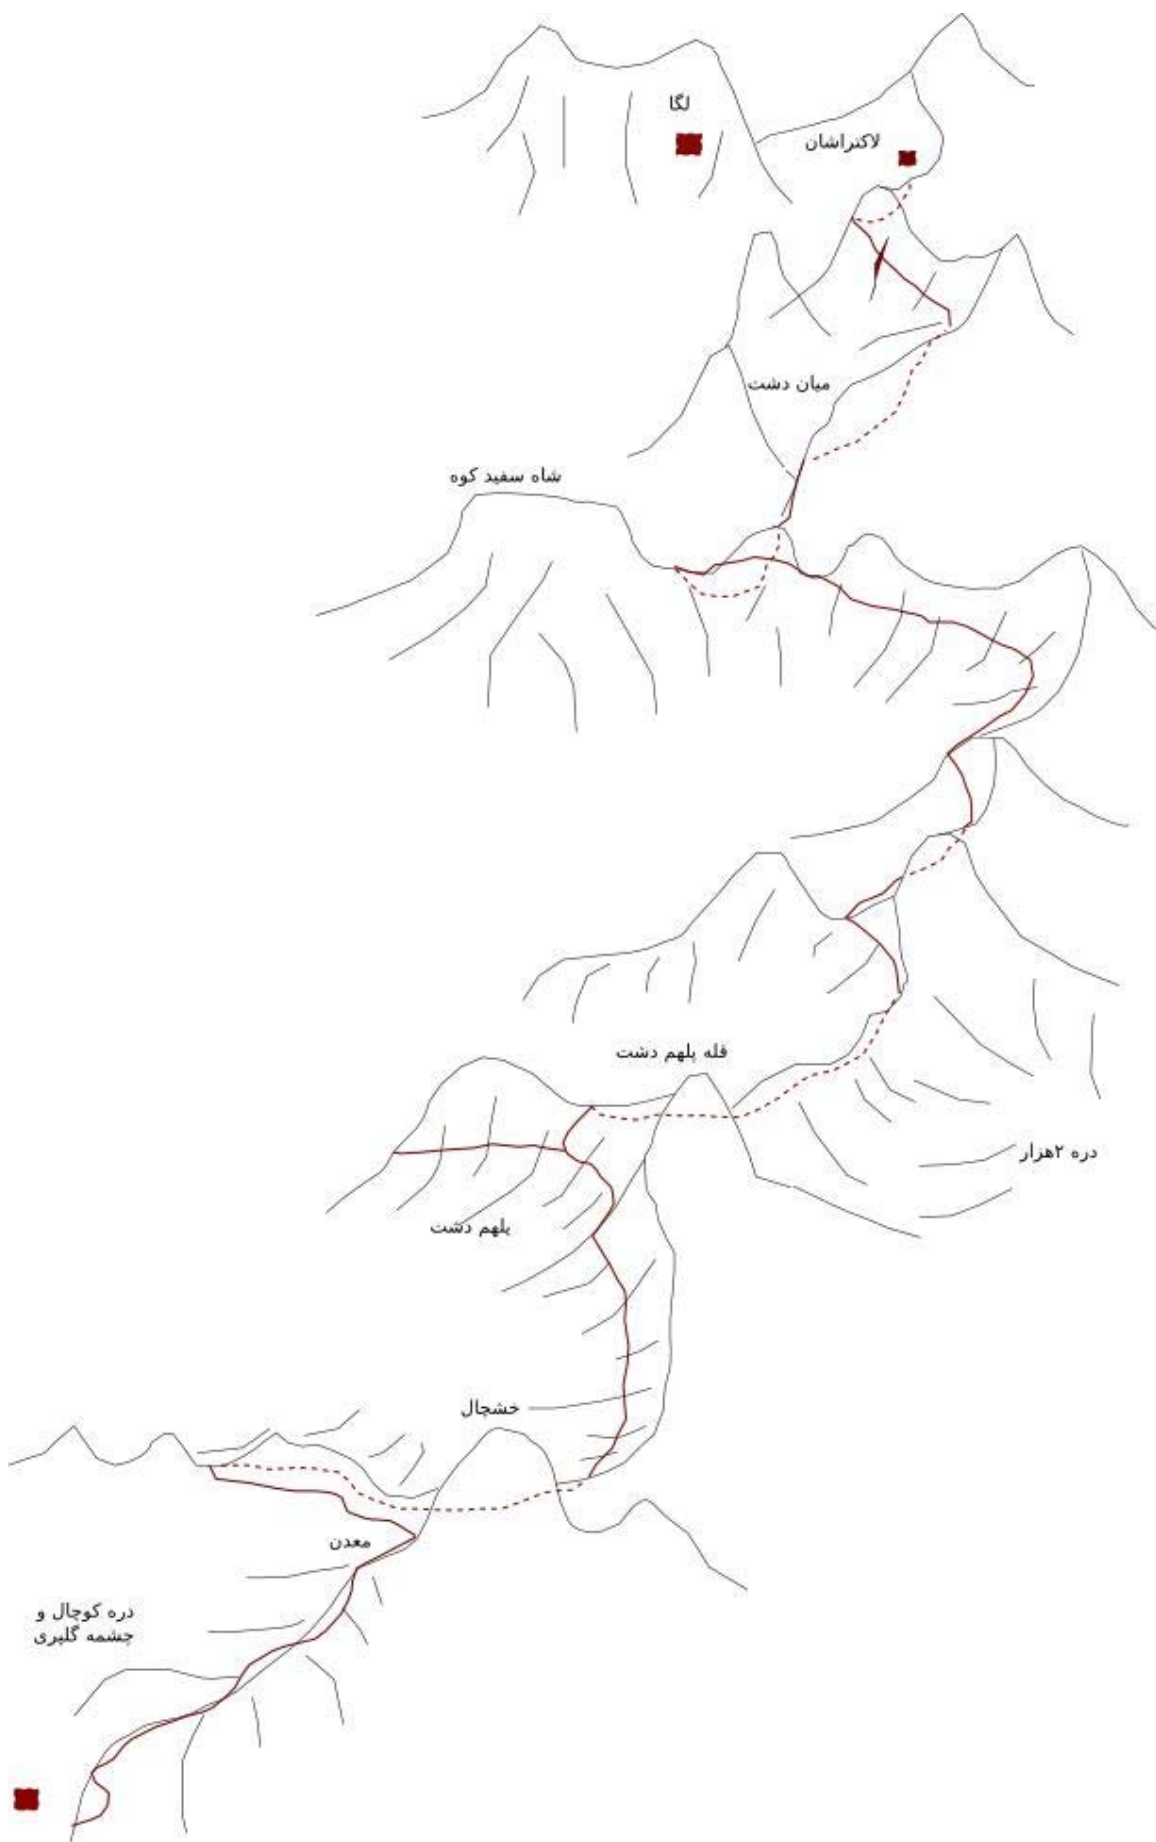 لگا
لاکتراشان
میان دشت
شاه سفید کوه
قله پلهم دشت
دره ۲هزار
پلهم دشت
خشچال
معدن
دره کوچال و
چشمه گلیری